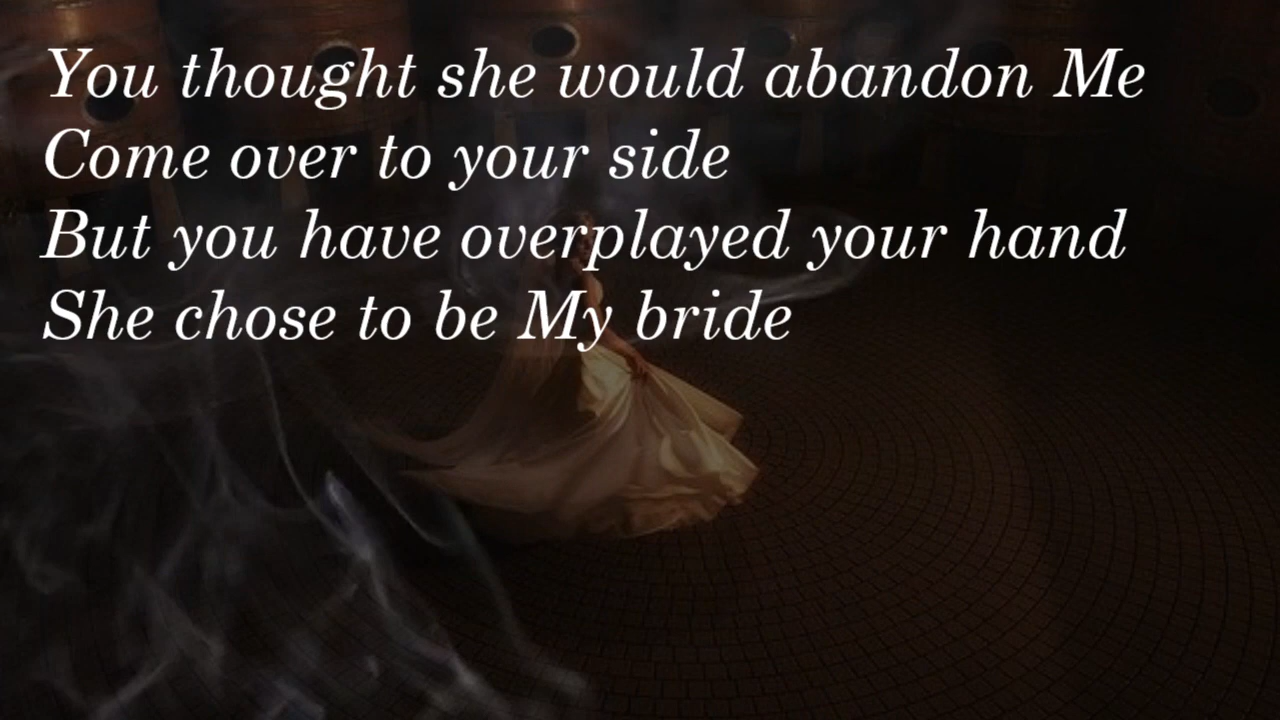 You thought she would abandon Me
Come over to your side
But you have overplayed your hand
She chose to be My bride